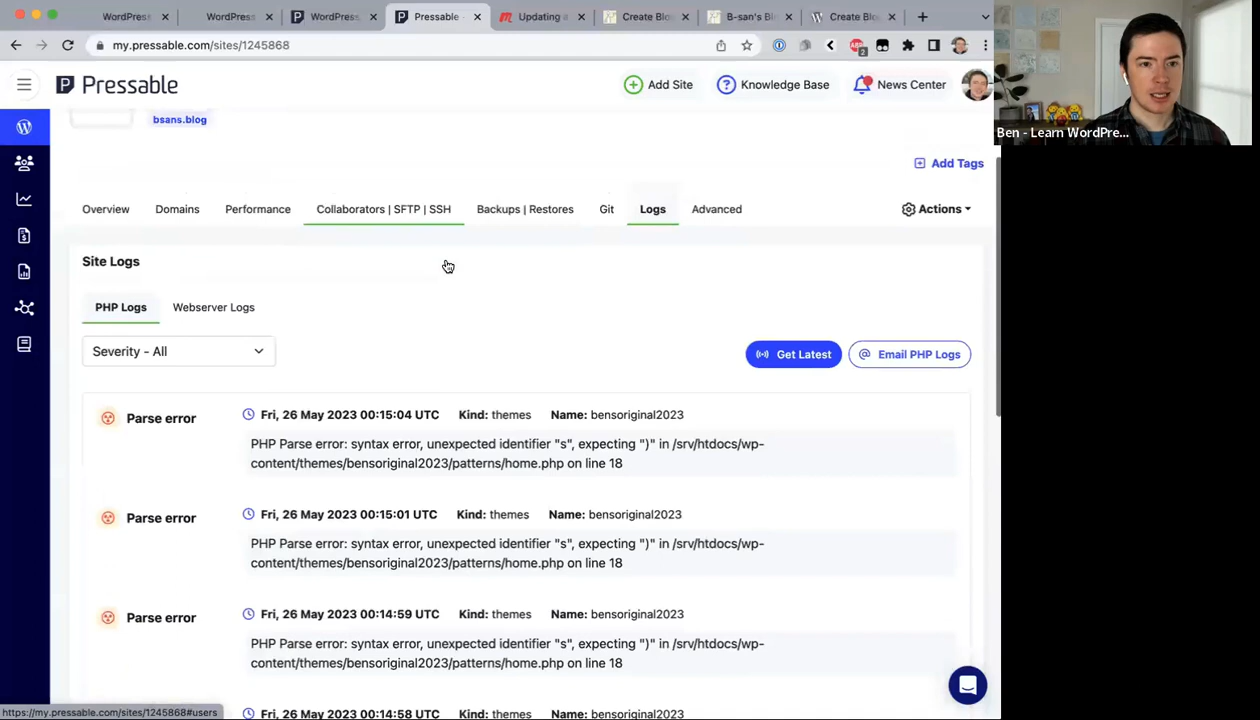 WordPress
WordPress
WordPress
Pressable
Updating
Create Blo
B-san's Bl
Create Blo
my.pressable.com/sites/1245868
2
Pressable
Add Site
Knowledge Base
News Center
Ben - Learn WordPre...
bsans.blog
Add Tags
Overview
Domains
Performance
Collaborators | SFTP | SSH
Backups | Restores
Git
Logs
Advanced
Actions
Site Logs
PHP Logs
Webserver Logs
Severity - All
Get Latest
Email PHP Logs
Parse error
Fri, 26 May 2023 00:15:04 UTC Kind: themes Name: bensoriginal2023
PHP Parse error: syntax error, unexpected identifier "s", expecting ")" in /srv/htdocs/wp-
content/themes/bensoriginal2023/patterns/home.php on line 18
Parse error
Fri, 26 May 2023 00:15:01 UTC Kind: themes Name: bensoriginal2023
PHP Parse error: syntax error, unexpected identifier "s", expecting ")" in /srv/htdocs/wp-
content/themes/bensoriginal2023/patterns/home.php on line 18
Parse error
Fri, 26 May 2023 00:14:59 UTC Kind: themes Name: bensoriginal2023
PHP Parse error: syntax error, unexpected identifier "s", expecting ")" in /srv/htdocs/wp-
content/themes/bensoriginal2023/patterns/home.php on line 18
Fri, 26 May 2023 00:14:58 UTC Kind: themes Name: bensoriginal2023
https://my.pressable.com/sites/1245868#users